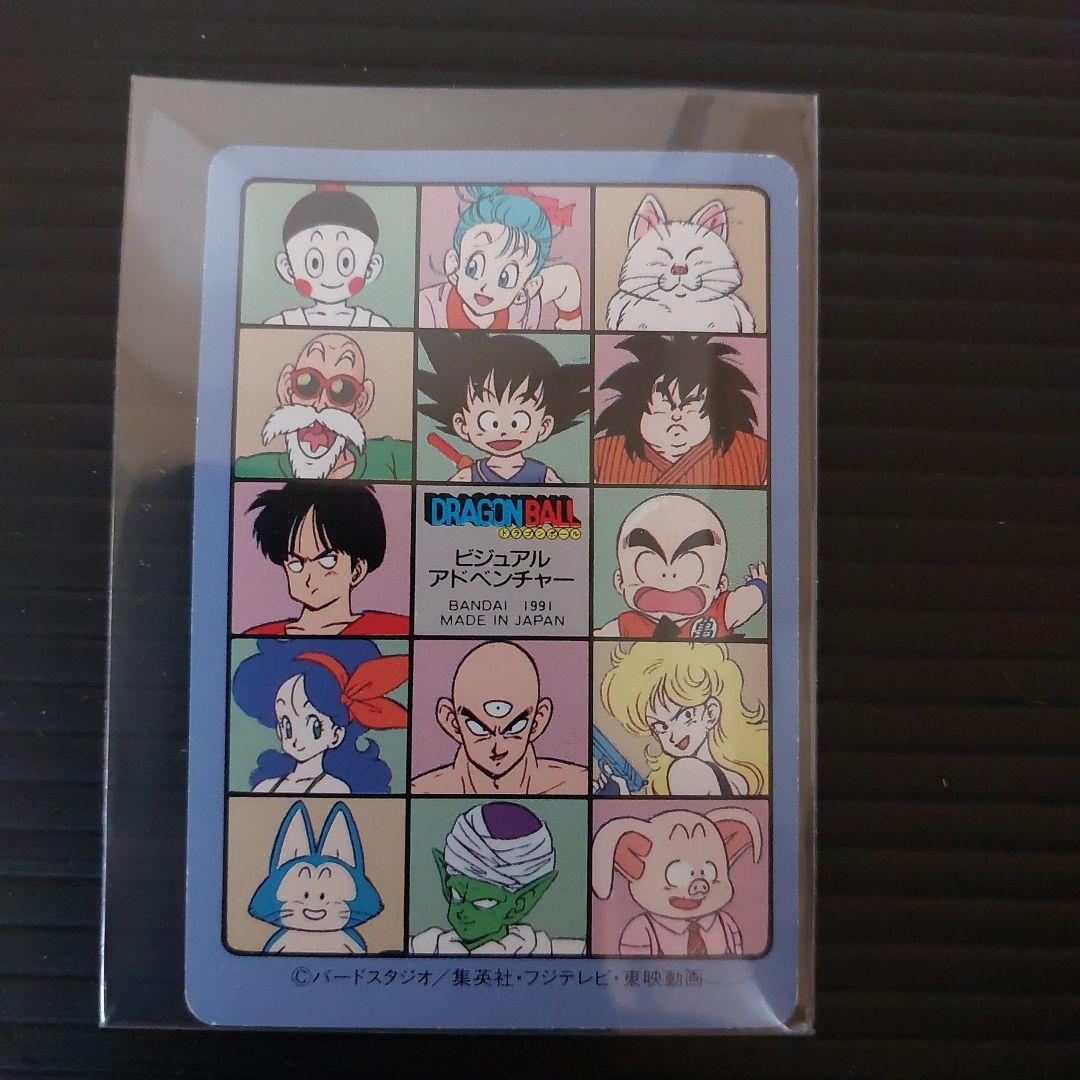 DRAGON BALL
ドラゴンボール
ビジュアル
アドベンチャー
BANDAI 1991
MADE IN JAPAN
亀
©バードスタジオ/集英社・フジテレビ・東映動画